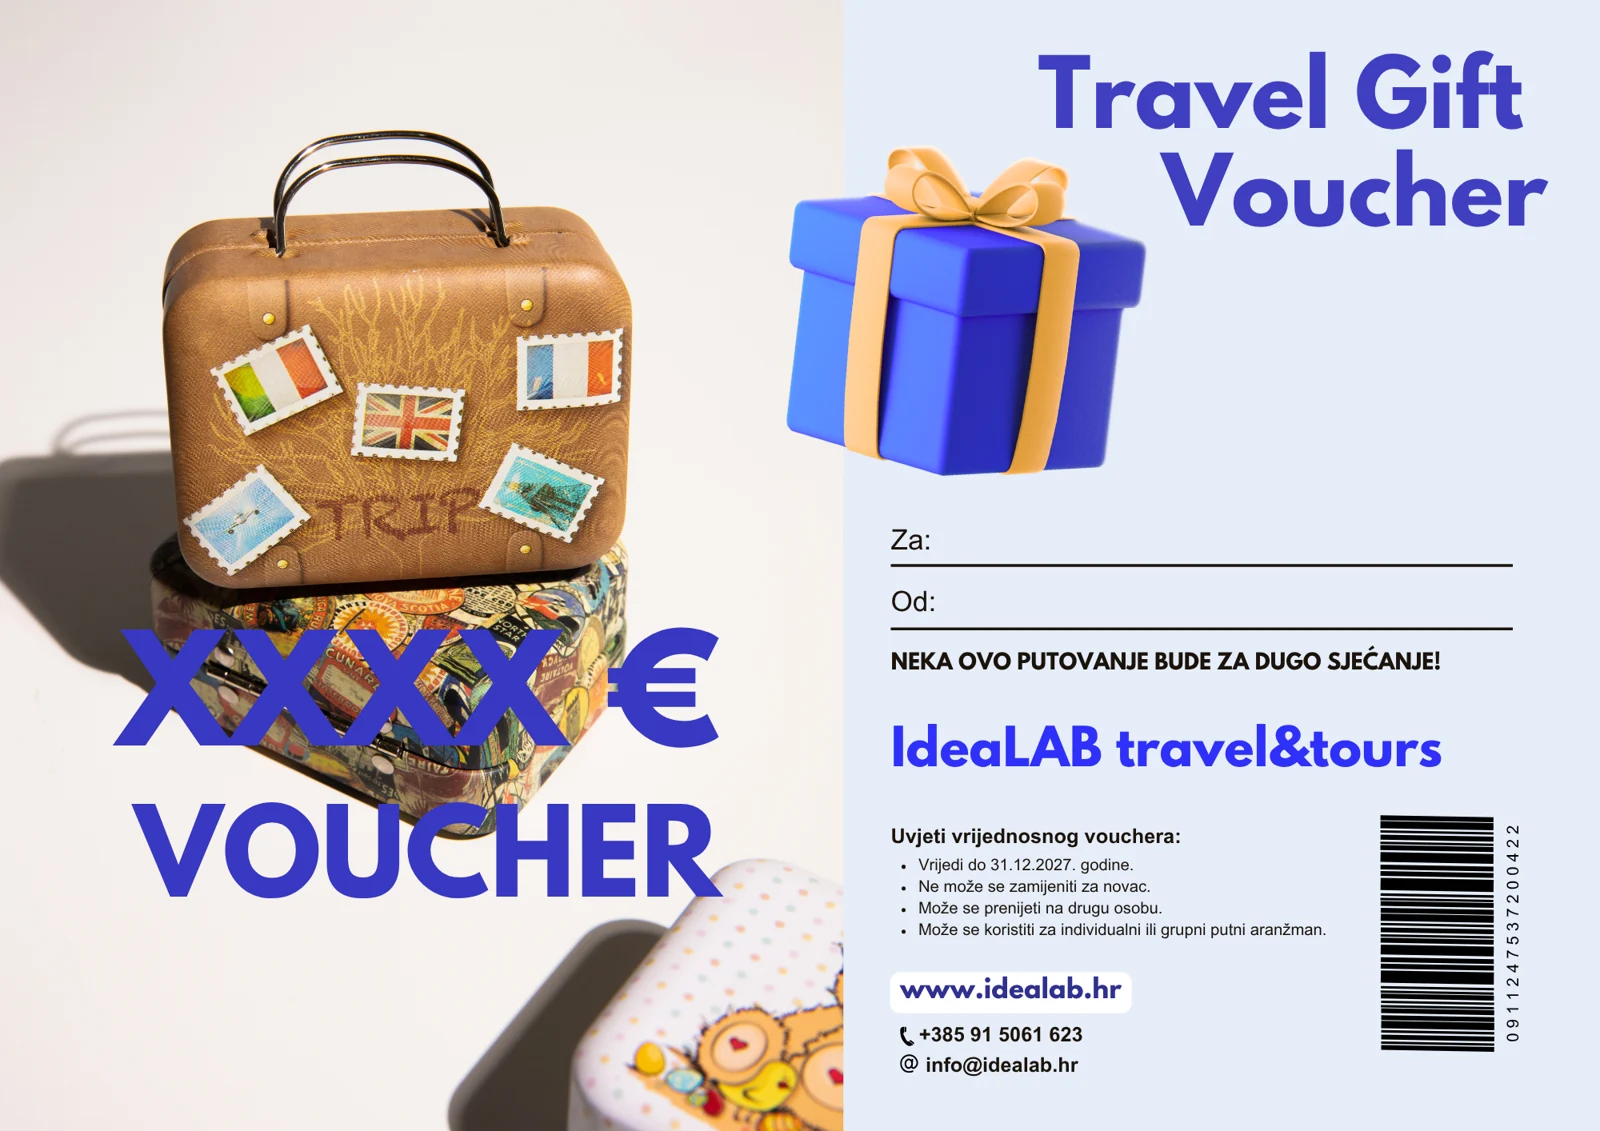 Travel Gift
Voucher
TRIP
XXXX €
VOUCHER
Za:
Od:
NEKA OVO PUTOVANJE BUDE ZA DUGO SJEĆANJE!
IdeaLAB travel&tours
Uvjeti vrijednosnog vouchera:
• Vrijedi do 31.12.2027. godine.
• Ne može se zamijeniti za novac.
• Može se prenijeti na drugu osobu.
• Može se koristiti za individualni ili grupni putni aranžman.
www.idealab.hr
+385 91 5061 623
@ info@idealab.hr
0911247537200422